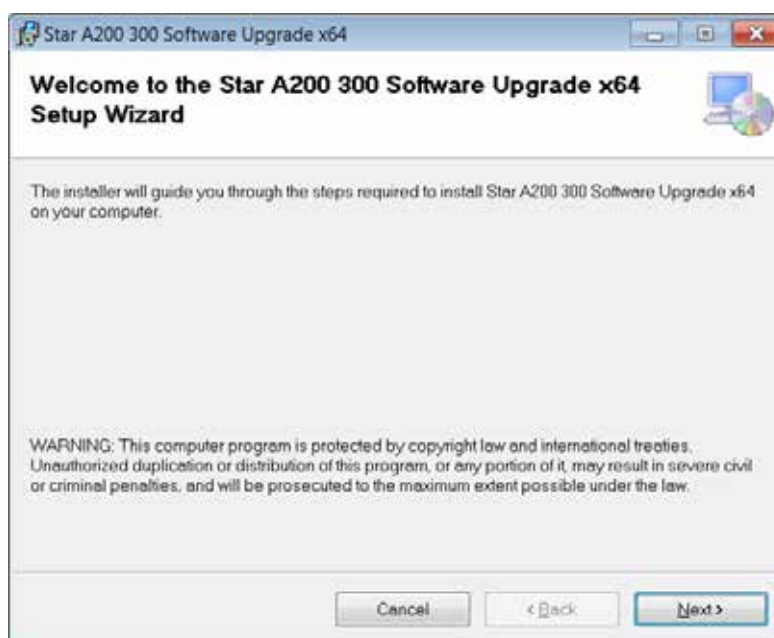 Star A200 300 Software Upgrade x64
Welcome to the Star A200 300 Software Upgrade x64
Setup Wizard
The installer will guide you through the steps required to install Star A200 300 Software Upgrade x64
on your computer.
WARNING: This computer program is protected by copyright law and international treaties.
Unauthorized duplication or distribution of this program, or any portion of it, may result in severe civil
or criminal penalties, and will be prosecuted to the maximum extent possible under the law.
Cancel
< Back
Next >